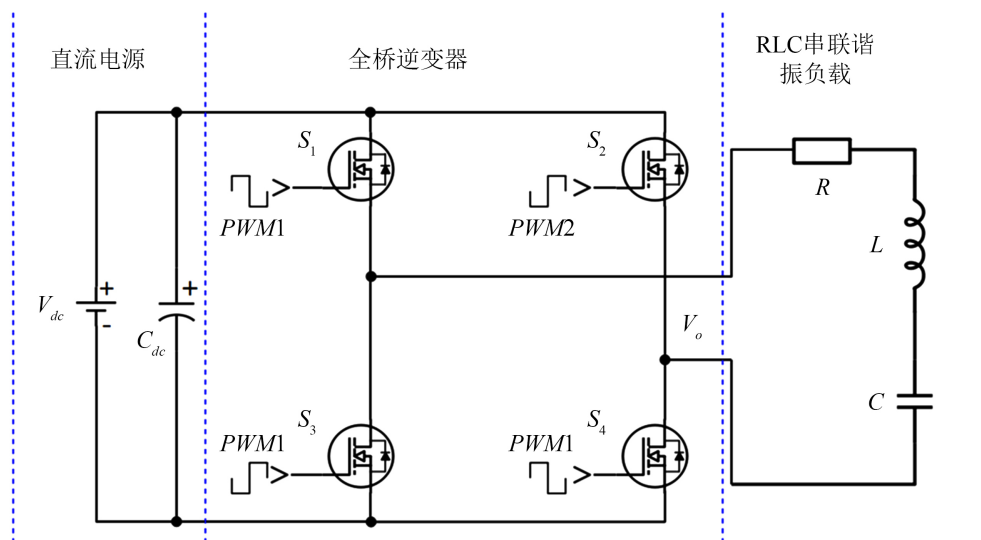 直流电源
全桥逆变器
RLC串联谐
振负载
S1
S2
PWM1
PWM2
R
L
+
+
Vdc
-
Cdc
Vo
C
S3
S4
PWM1
PWM1